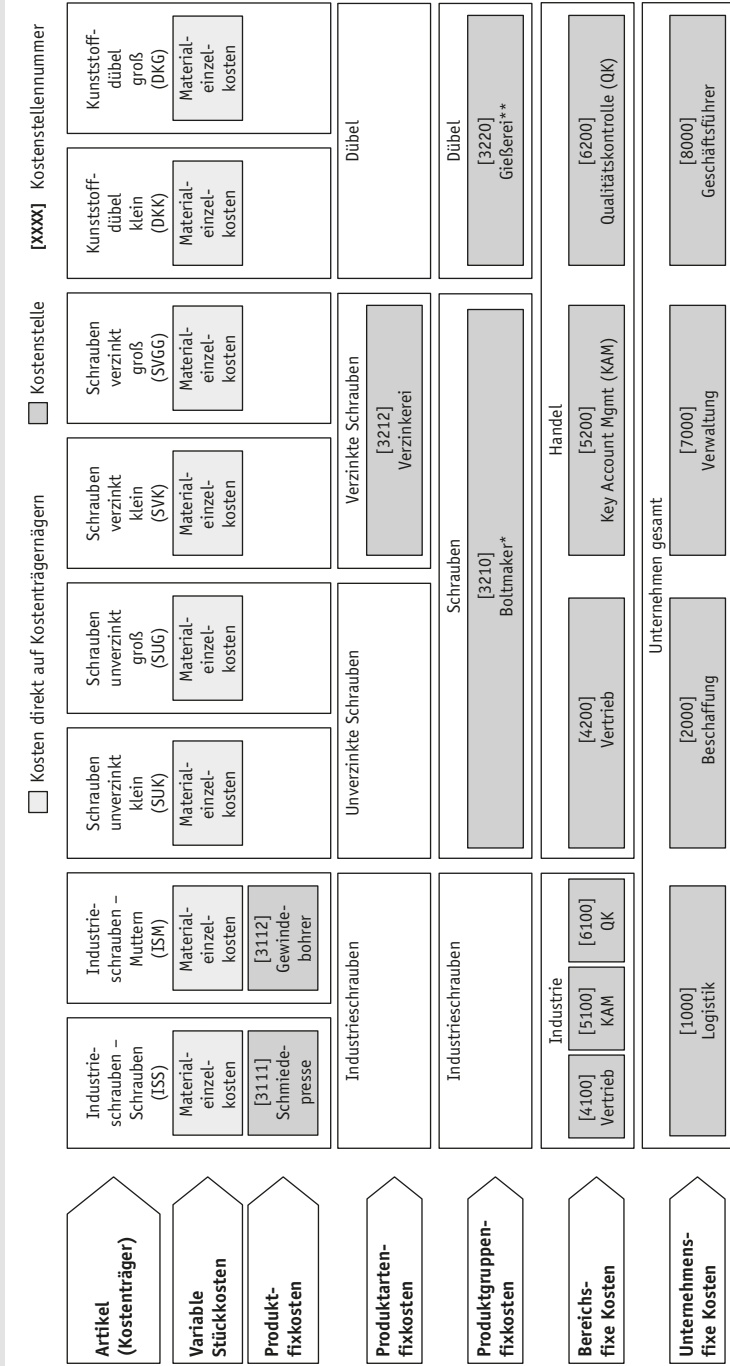 Kosten direkt auf Kostenträgernägern
Kostenstelle
[XXXX] Kostenstellennummer
Artikel
(Kostenträger)
Industrie-
schrauben –
Schrauben
(ISS)
Industrie-
schrauben –
Muttern
(ISM)
Schrauben
unverzinkt
klein
(SUK)
Schrauben
unverzinkt
groß
(SUG)
Schrauben
verzinkt
klein
(SVK)
Schrauben
verzinkt
groß
(SVGG)
Kunststoff-
dübel
klein
(DKK)
Kunststoff-
dübel
groß
(DKG)
Variable
Stückkosten
Material-
einzel-
kosten
Material-
einzel-
kosten
Material-
einzel-
kosten
Material-
einzel-
kosten
Material-
einzel-
kosten
Material-
einzel-
kosten
Material-
einzel-
kosten
Material-
einzel-
kosten
Produkt-
fixkosten
[3111]
Schmiede-
presse
[3112]
Gewinde-
bohrer
Produktarten-
fixkosten
Industrieschrauben
Unverzinkte Schrauben
Verzinkte Schrauben
[3212]
Verzinkerei
Dübel
Produktgruppen-
fixkosten
Industrieschrauben
Schrauben
[3210]
Boltmaker*
Dübel
[3220]
Gießerei**
Bereichs-
fixe Kosten
Industrie
[4100]
Vertrieb
[5100]
KAM
[6100]
QK
Handel
[4200]
Vertrieb
[5200]
Key Account Mgmt (KAM)
[6200]
Qualitätskontrolle (QK)
Unternehmens-
fixe Kosten
Unternehmen gesamt
[1000]
Logistik
[2000]
Beschaffung
[7000]
Verwaltung
[8000]
Geschäftsführer